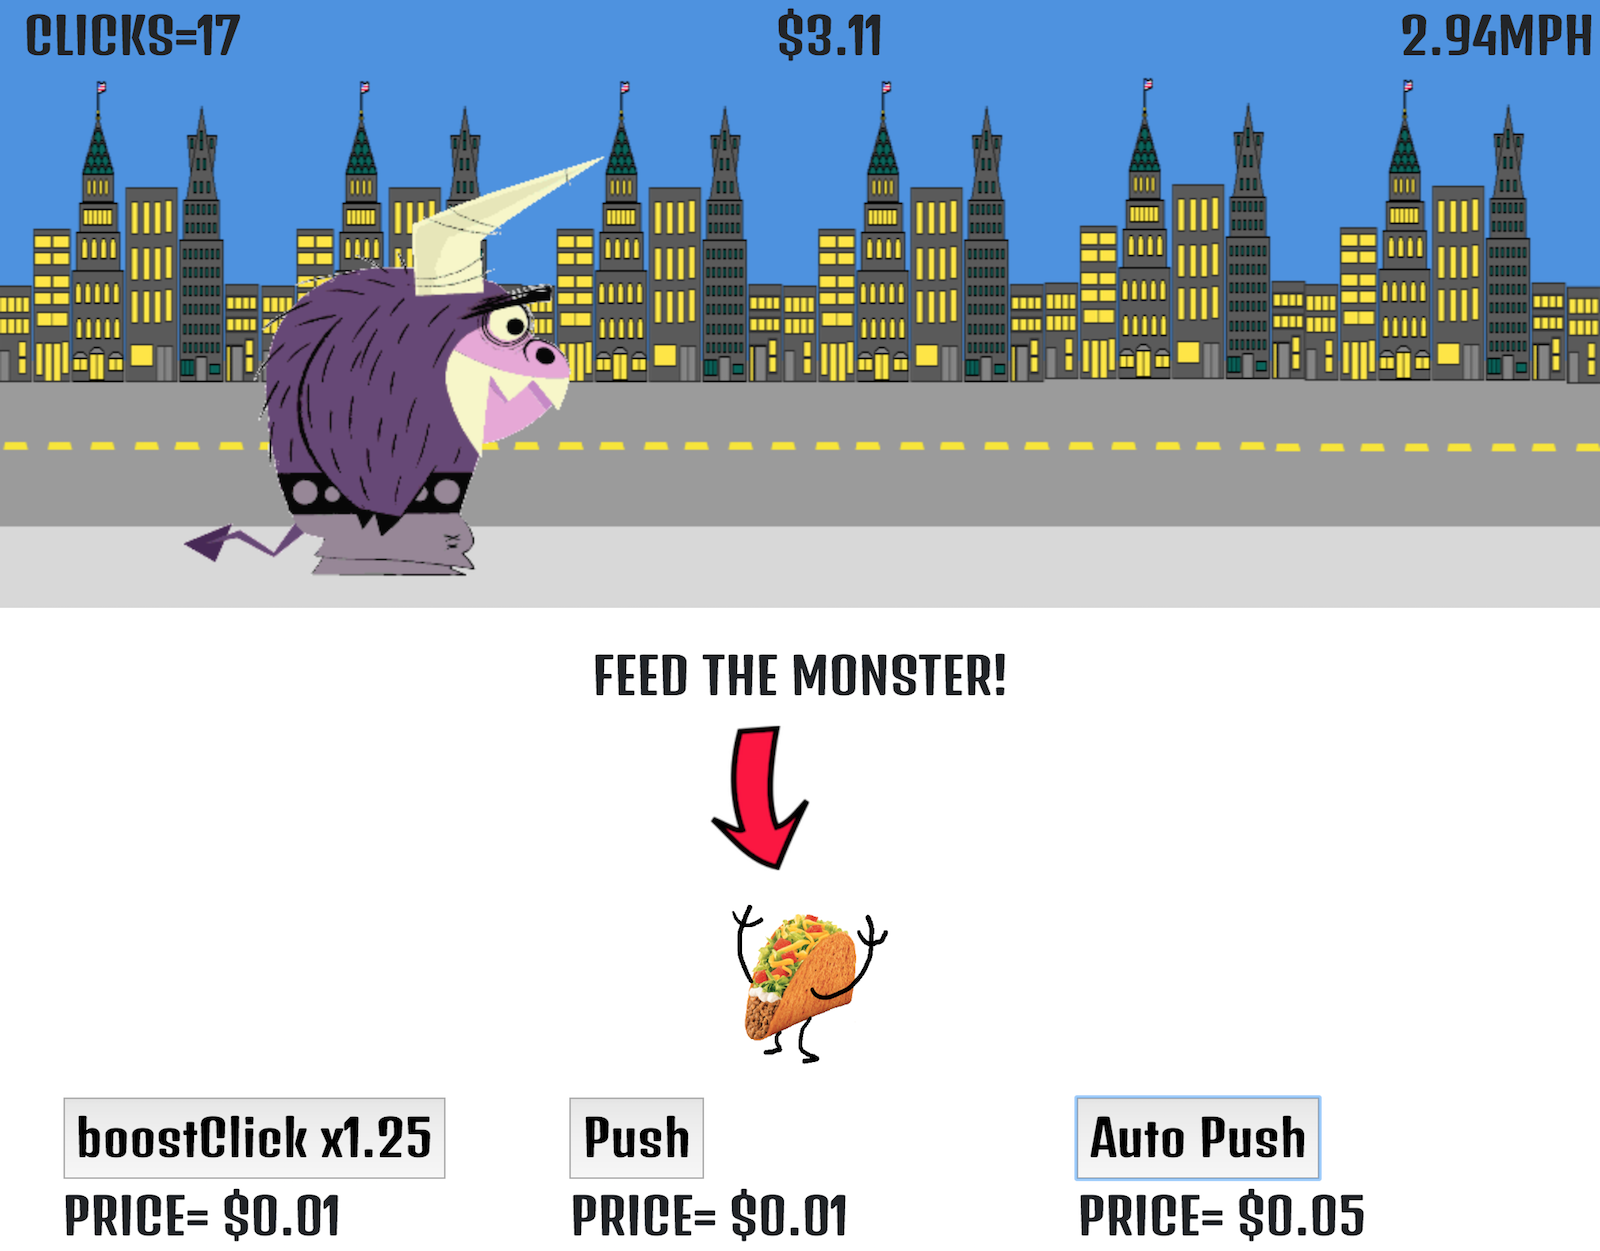 CLICKS=17
$3.11
2.94MPH
FEED THE MONSTER!
boostClick x1.25
Push
Auto Push
PRICE= $0.01
PRICE= $0.01
PRICE= $0.05